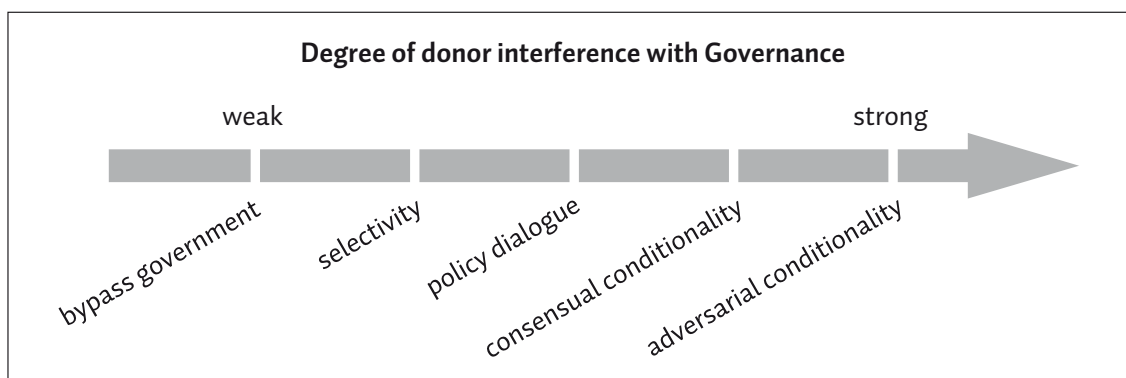 Degree of donor interference with Governance
weak
strong
bypass government
selectivity
policy dialogue
consensual conditionality
adversarial conditionality